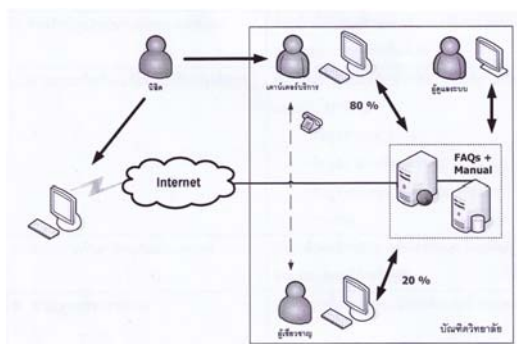 นิสิต
เคาน์เตอร์บริการ
ผู้ดูแลระบบ
80 %
FAQs +
Manual
Internet
20 %
ผู้เชี่ยวชาญ
บัณฑิตวิทยาลัย